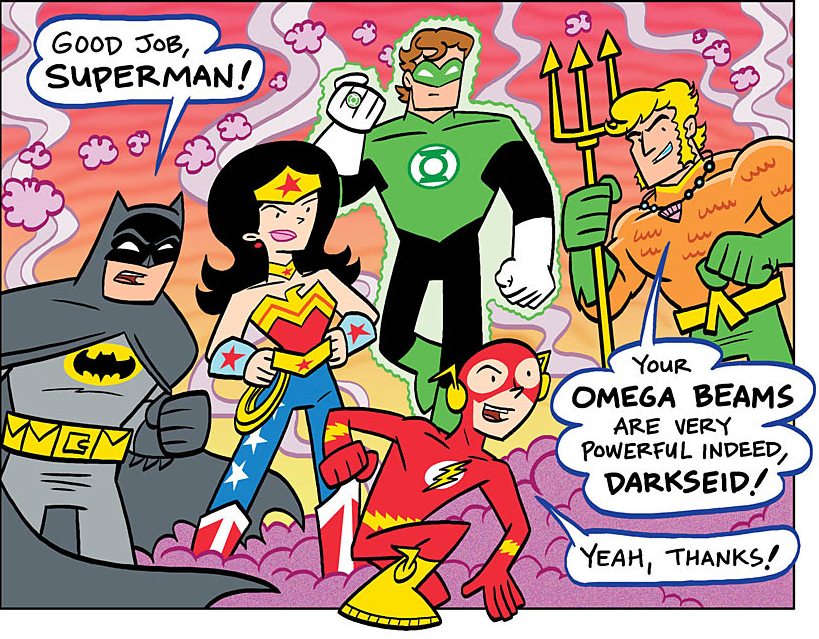 GOOD JOB,
SUPERMAN!
YOUR
OMEGA BEAMS
ARE VERY
POWERFUL INDEED,
DARKSEID!
YEAH, THANKS!